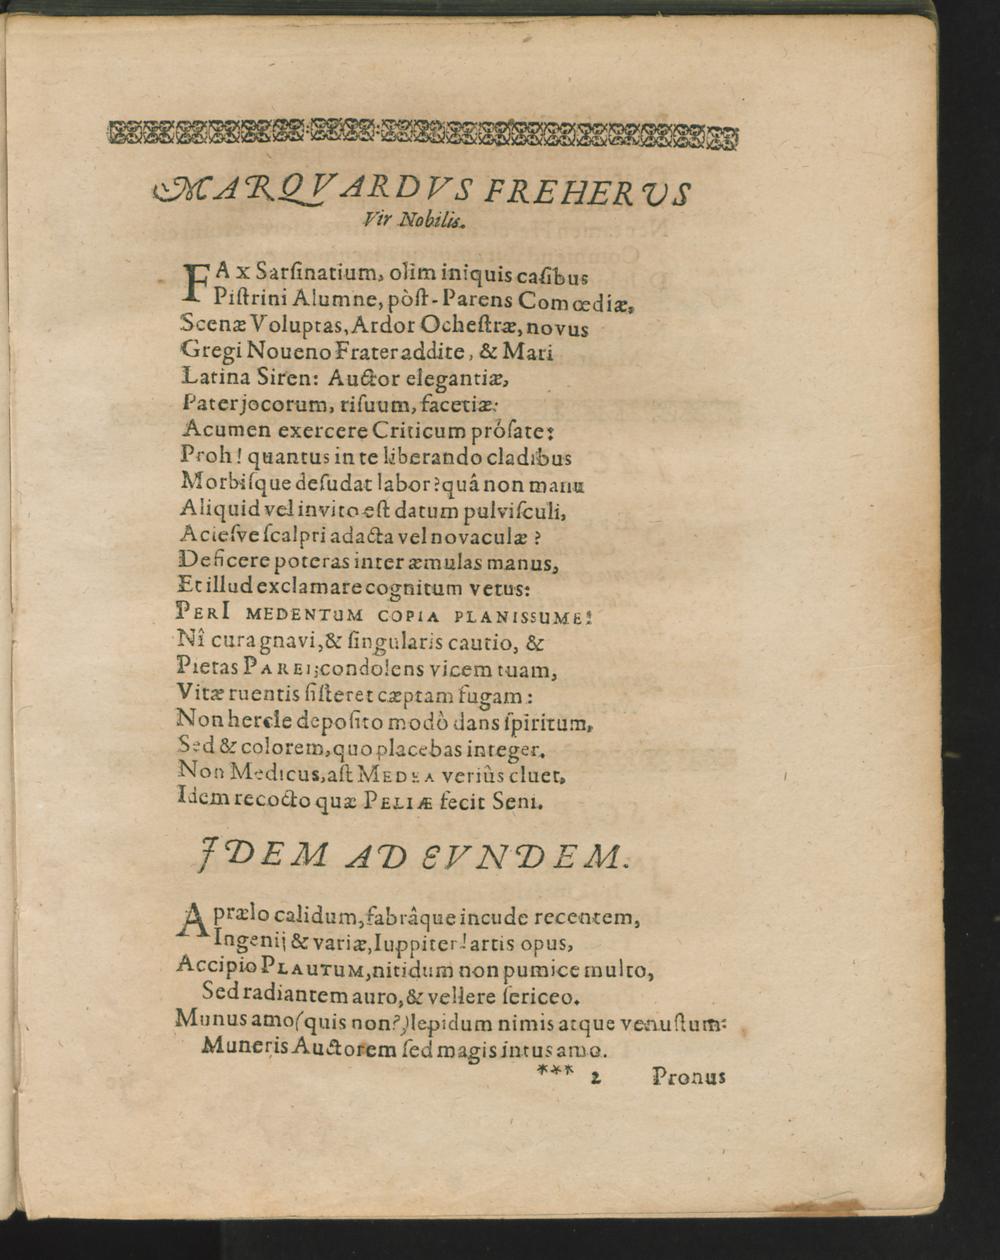 MARQVARDVS FREHERVS
Vir Nobilis.
FAx Sarſinatium, olim iniquis caſibus
Piſtrini Alumne, pòſt-Parens Comœdiæ,
Scenæ Voluptas, Ardor Ocheſtræ, novus
Gregi Noueno Frater addite, & Mari
Latina Siren: Auctor elegantiæ,
Pater jocorum, riſuum, facetiæ:
Acumen exercere Criticum próſate:
Proh! quantus in te liberando cladibus
Morbiſque deſudat labor? quâ non manu
Aliquid vel invito eſt datum pulviſculi,
Acieſve ſcalpri adacta vel novaculæ ?
Deficere poteras inter æmulas manus,
Et illud exclamare cognitum vetus:
PERI MEDENTUM COPIA PLANISSUME!
Nî cura gnavi, & ſingularis cautio, &
Pietas PAREI; condolens vicem tuam,
Vitæ ruentis ſiſteret cæptam fugam :
Non hercle depoſito modò dans ſpiritum,
Sed & colorem, quo placebas integer.
Non Medicus, aſt MEDEA veriùs cluet,
Idem recocto quæ PELIÆ fecit Seni.
IDEM AD EVNDEM.
A prælo calidum, fabrâque incude recentem,
Ingenij & variæ, Iuppiter! artis opus,
Accipio PLAUTUM, nitidum non pumice multo,
Sed radiantem auro, & vellere ſericeo.
Munus amo (quis non?) lepidum nimis atque venuſtum:
Muneris Auctorem ſed magis intus amo.
*** 2 Pronus